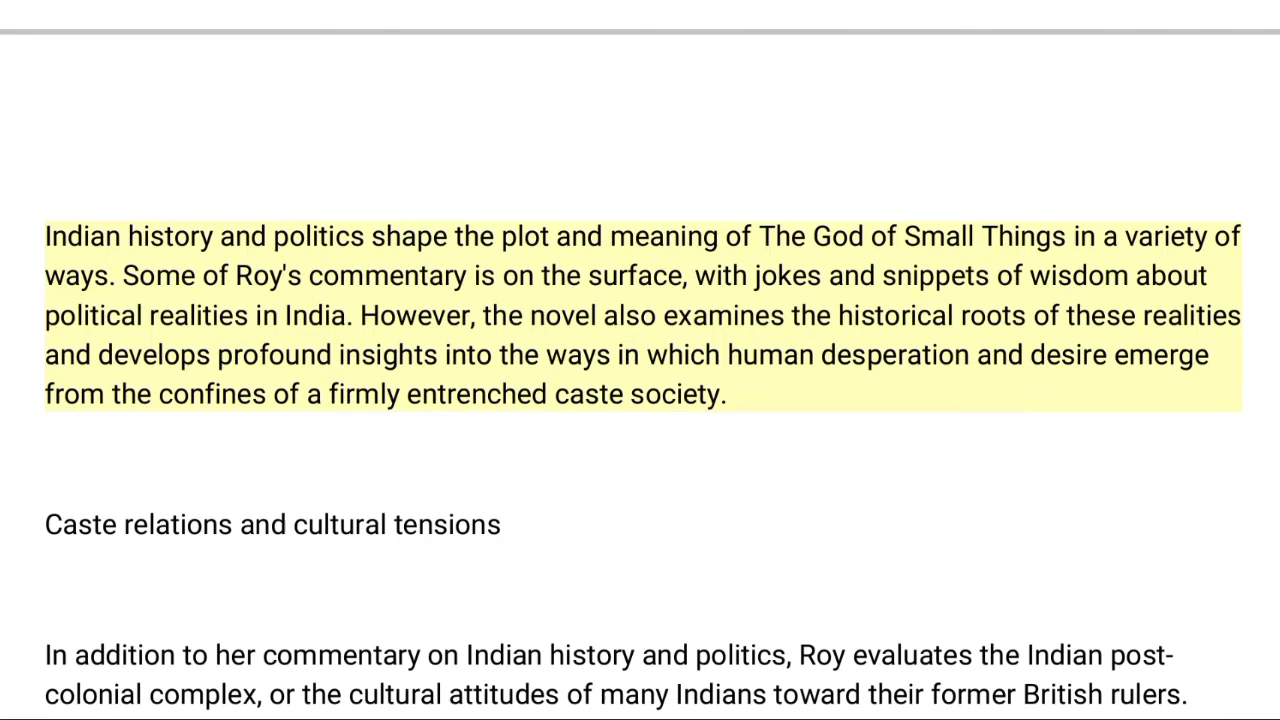 Indian history and politics shape the plot and meaning of The God of Small Things in a variety of
ways. Some of Roy's commentary is on the surface, with jokes and snippets of wisdom about
political realities in India. However, the novel also examines the historical roots of these realities
and develops profound insights into the ways in which human desperation and desire emerge
from the confines of a firmly entrenched caste society.
Caste relations and cultural tensions
In addition to her commentary on Indian history and politics, Roy evaluates the Indian post-
colonial complex, or the cultural attitudes of many Indians toward their former British rulers.